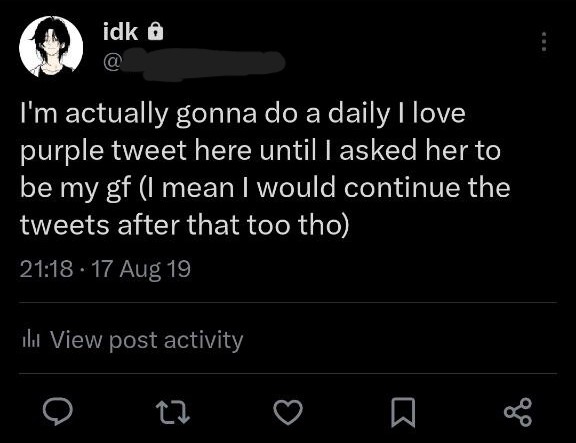 idk
@
I'm actually gonna do a daily I love
purple tweet here until I asked her to
be my gf (I mean I would continue the
tweets after that too tho)
21:18 · 17 Aug 19
View post activity